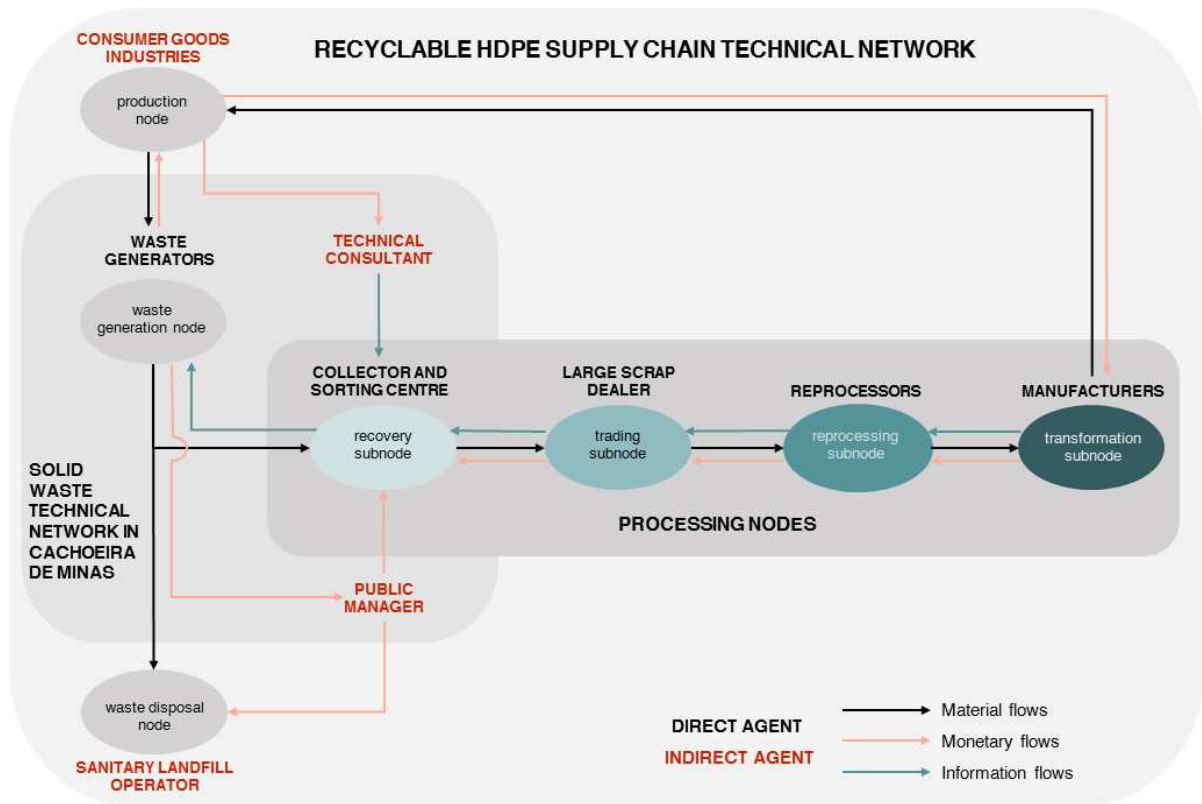 CONSUMER GOODS
INDUSTRIES
RECYCLABLE HDPE SUPPLY CHAIN TECHNICAL NETWORK
production
node
WASTE
GENERATORS
TECHNICAL
CONSULTANT
waste
generation node
COLLECTOR AND
SORTING CENTRE
LARGE SCRAP
DEALER
REPROCESSORS
MANUFACTURERS
recovery
subnode
trading
subnode
reprocessing
subnode
transformation
subnode
SOLID
WASTE
TECHNICAL
NETWORK IN
CACHOEIRA
DE MINAS
PROCESSING NODES
PUBLIC
MANAGER
waste disposal
node
SANITARY LANDFILL
OPERATOR
DIRECT AGENT
INDIRECT AGENT
Material flows
Monetary flows
Information flows